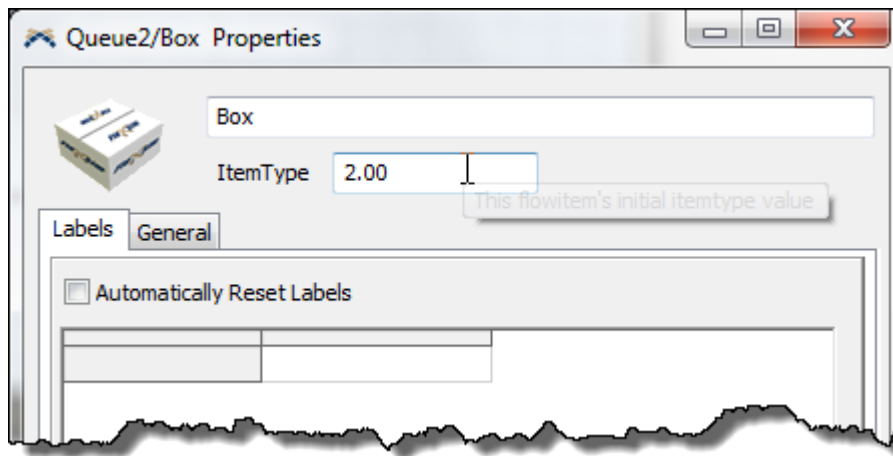 Queue2/Box Properties
Box
ItemType 2.00
This flowitem's initial itemtype value
Labels General
Automatically Reset Labels